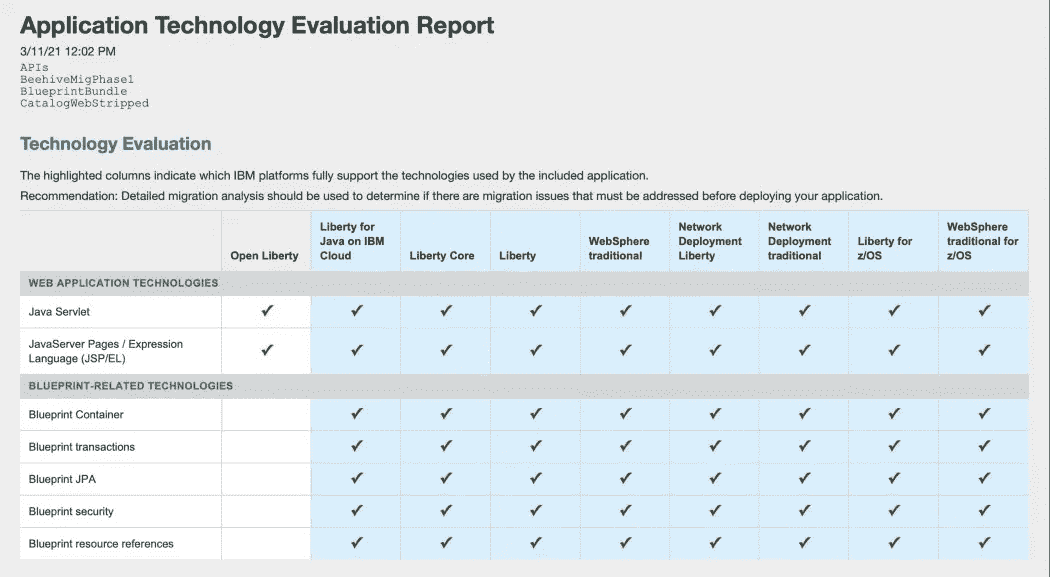 Application Technology Evaluation Report
3/11/21 12:02 PM
APIs
BeehiveMigPhase1
BlueprintBundle
CatalogWebStripped
Technology Evaluation
The highlighted columns indicate which IBM platforms fully support the technologies used by the included application.
Recommendation: Detailed migration analysis should be used to determine if there are migration issues that must be addressed before deploying your application.
Open Liberty
Liberty for
Java on IBM
Cloud
Liberty Core
Liberty
WebSphere
traditional
Network
Deployment
Liberty
Network
Deployment
traditional
Liberty for
z/OS
WebSphere
traditional for
z/OS
WEB APPLICATION TECHNOLOGIES
Java Servlet ✔ ✔ ✔ ✔ ✔ ✔ ✔ ✔ ✔
JavaServer Pages / Expression
Language (JSP/EL) ✔ ✔ ✔ ✔ ✔ ✔ ✔ ✔ ✔
BLUEPRINT-RELATED TECHNOLOGIES
Blueprint Container ✔ ✔ ✔ ✔ ✔ ✔ ✔ ✔
Blueprint transactions ✔ ✔ ✔ ✔ ✔ ✔ ✔ ✔
Blueprint JPA ✔ ✔ ✔ ✔ ✔ ✔ ✔ ✔
Blueprint security ✔ ✔ ✔ ✔ ✔ ✔ ✔ ✔
Blueprint resource references ✔ ✔ ✔ ✔ ✔ ✔ ✔ ✔